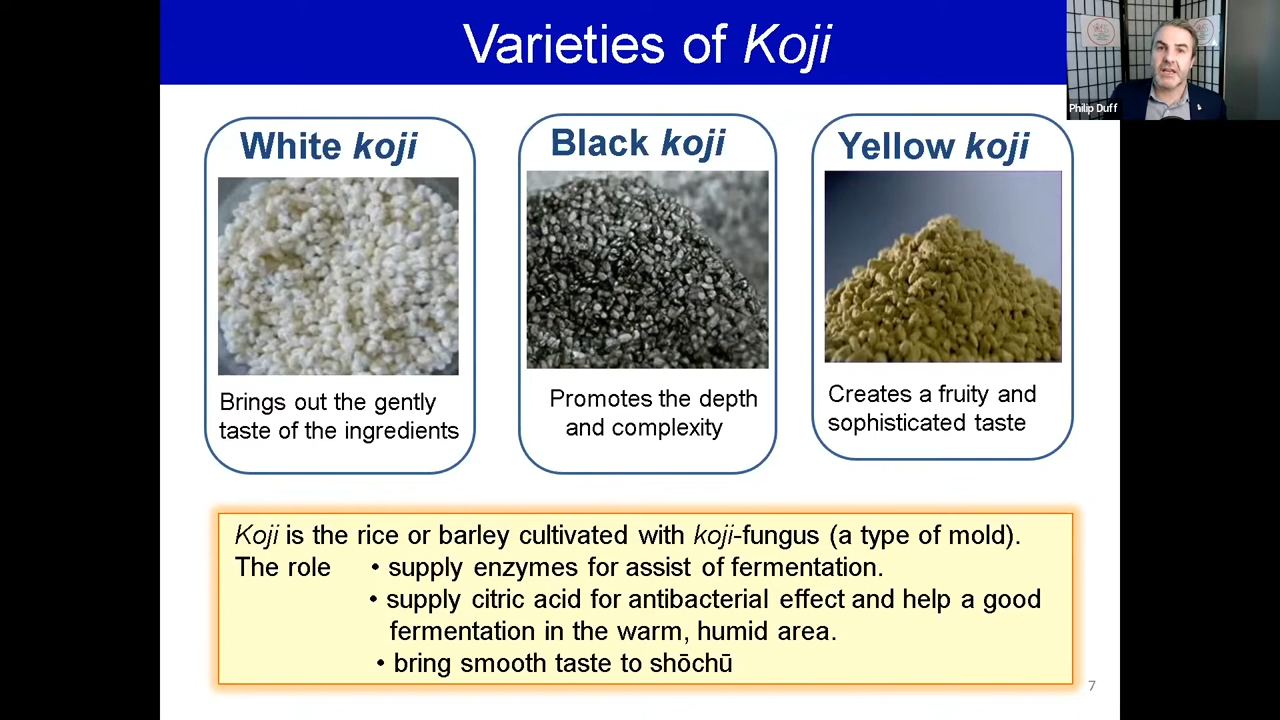 Varieties of Koji
Philip Duff
White koji
Brings out the gently
taste of the ingredients
Black koji
Promotes the depth
and complexity
Yellow koji
Creates a fruity and
sophisticated taste
Koji is the rice or barley cultivated with koji-fungus (a type of mold).
The role • supply enzymes for assist of fermentation.
• supply citric acid for antibacterial effect and help a good
fermentation in the warm, humid area.
• bring smooth taste to shōchū
7